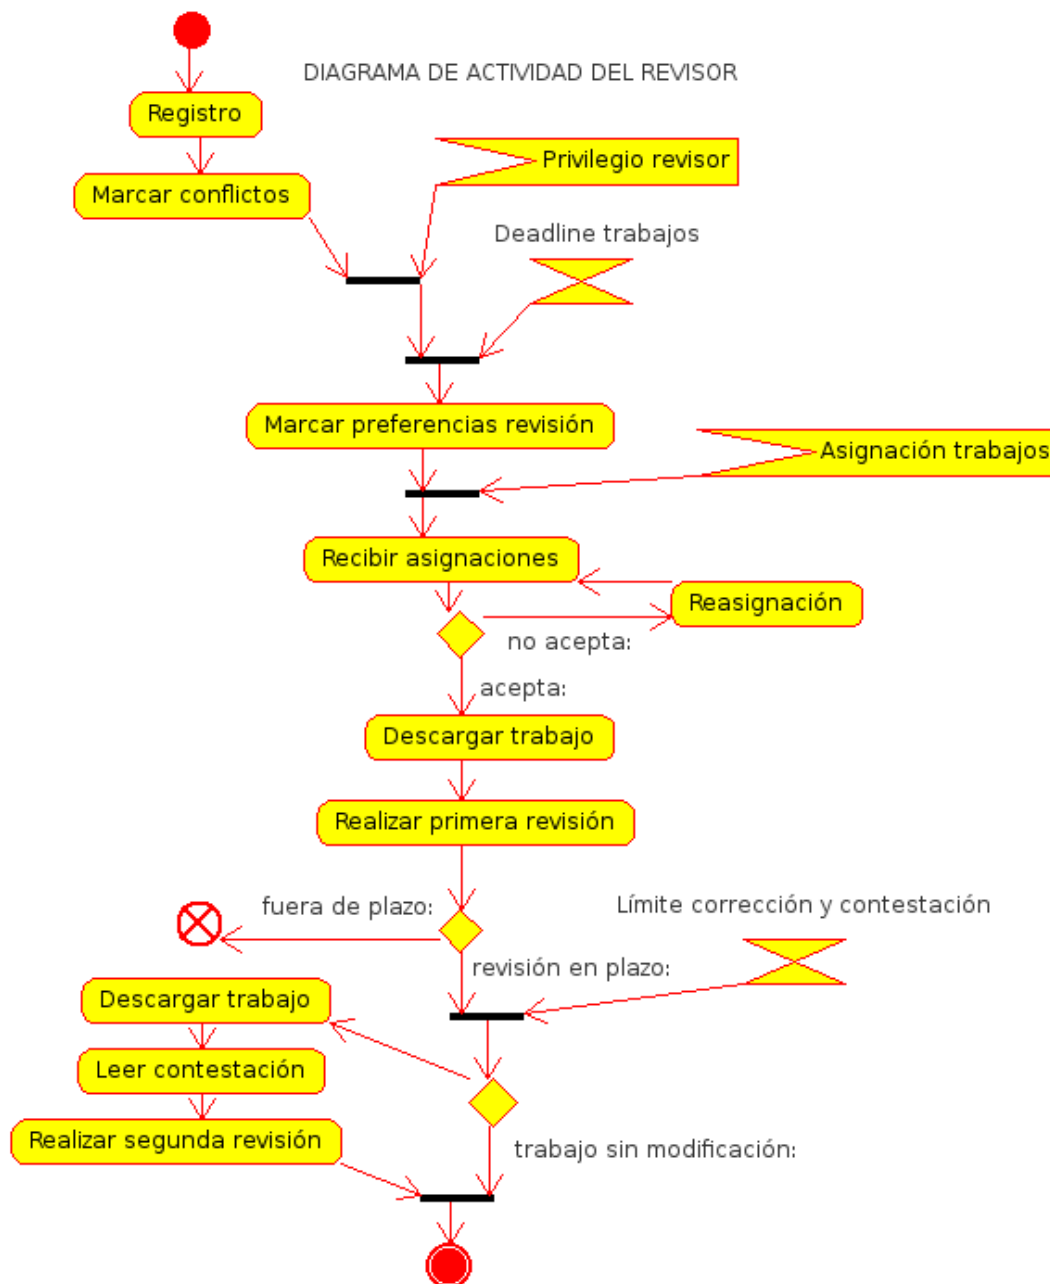 DIAGRAMA DE ACTIVIDAD DEL REVISOR
Registro
Privilegio revisor
Marcar conflictos
Deadline trabajos
Marcar preferencias revisión
Asignación trabajos
Recibir asignaciones
Reasignación
no acepta:
acepta:
Descargar trabajo
Realizar primera revisión
fuera de plazo:
Límite corrección y contestación
revisión en plazo:
Descargar trabajo
Leer contestación
Realizar segunda revisión
trabajo sin modificación: